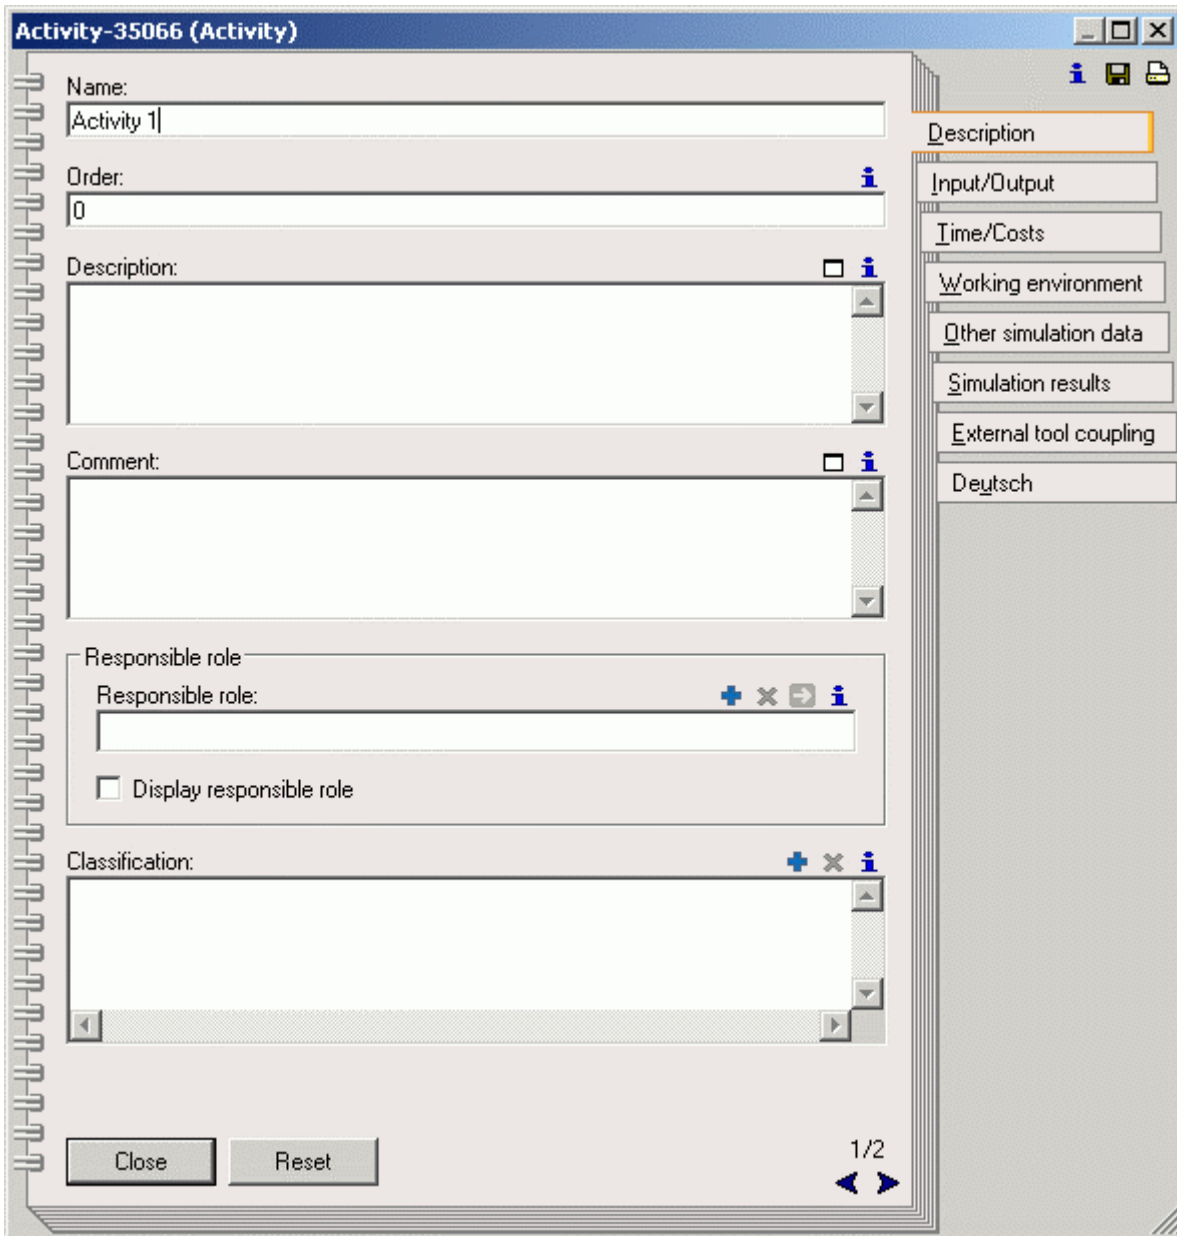 Activity-35066 (Activity)
Name:
Activity 1
Order:
0
Description:
Comment:
Responsible role
Responsible role:
Display responsible role
Classification:
Close
Reset
1/2
Description
Input/Output
Time/Costs
Working environment
Other simulation data
Simulation results
External tool coupling
Deutsch